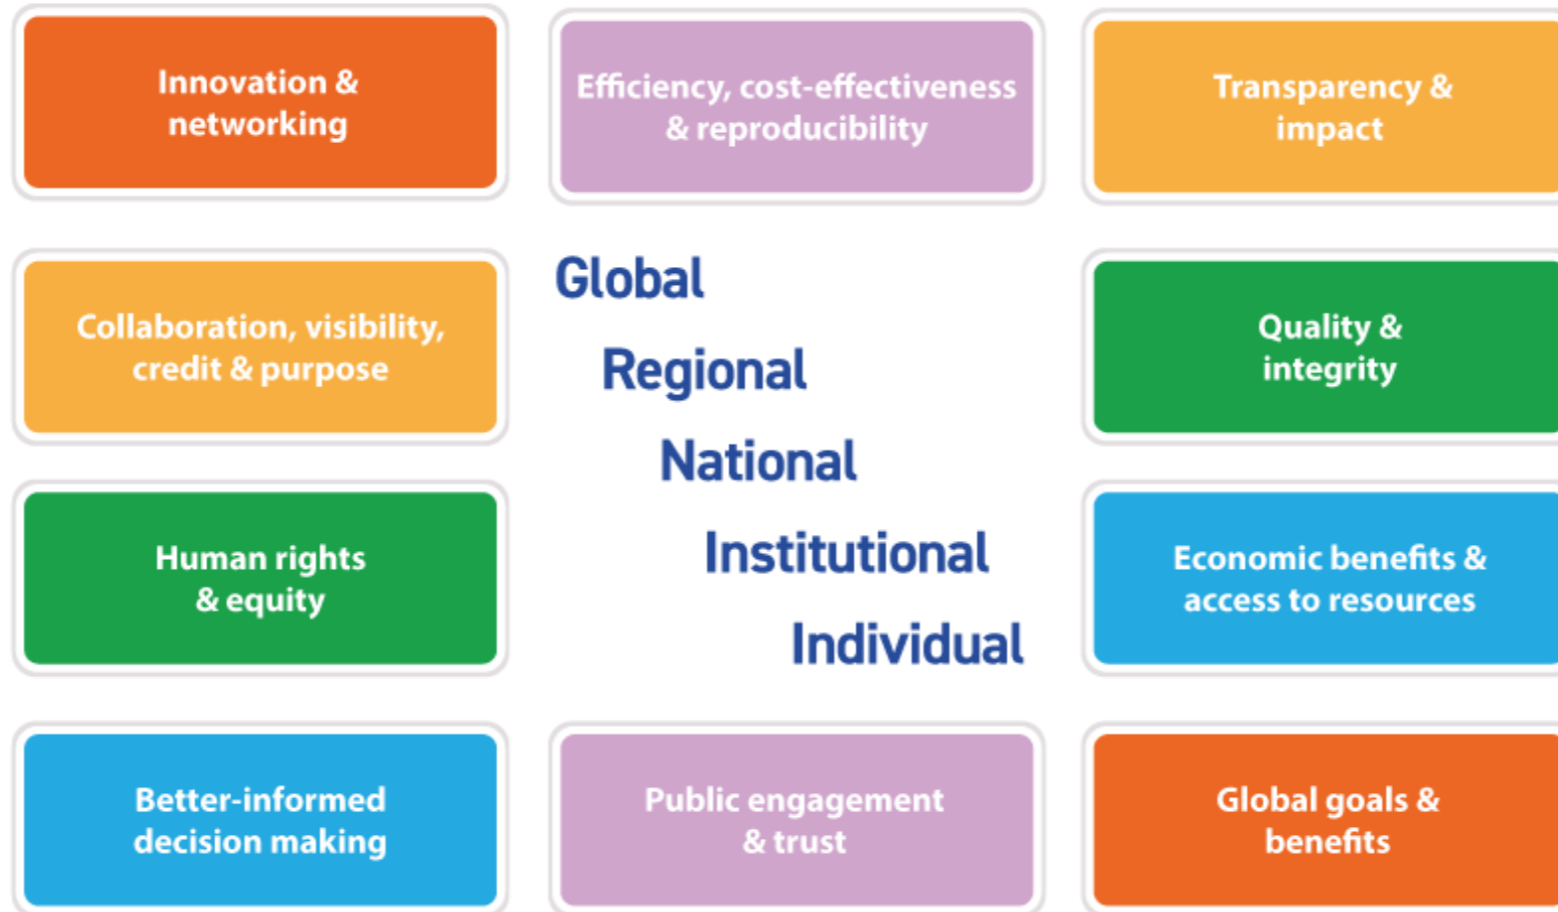 Innovation &
networking
Efficiency, cost-effectiveness
& reproducibility
Transparency &
impact
Collaboration, visibility,
credit & purpose
Global
Regional
National
Institutional
Individual
Quality &
integrity
Human rights
& equity
Economic benefits &
access to resources
Better-informed
decision making
Public engagement
& trust
Global goals &
benefits